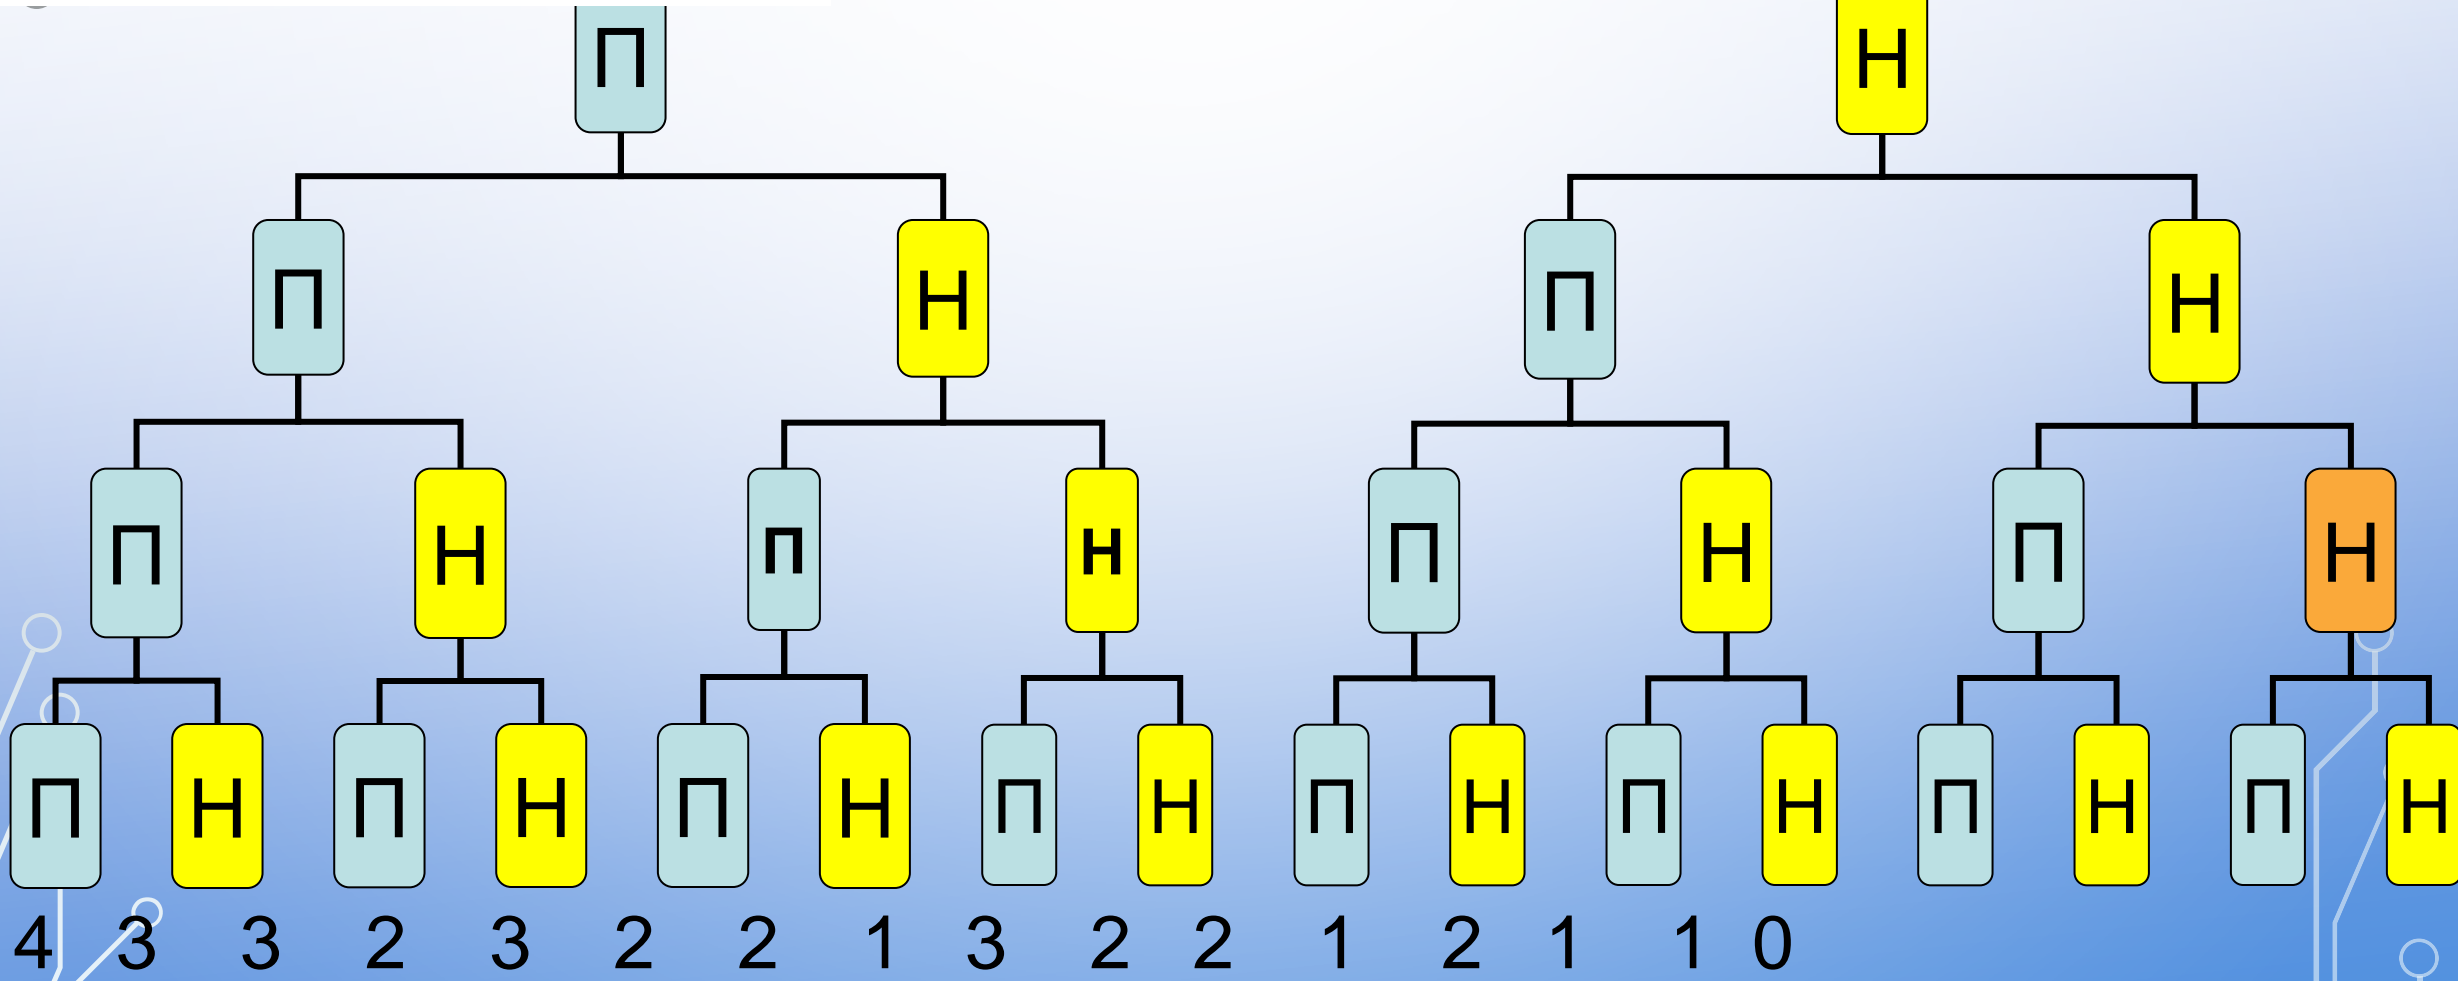 П Н
П Н П Н
П Н П Н П Н П Н
П Н П Н П Н П Н П Н П Н П Н П Н
4 3 3 2 3 2 2 1 3 2 2 1 2 1 1 0